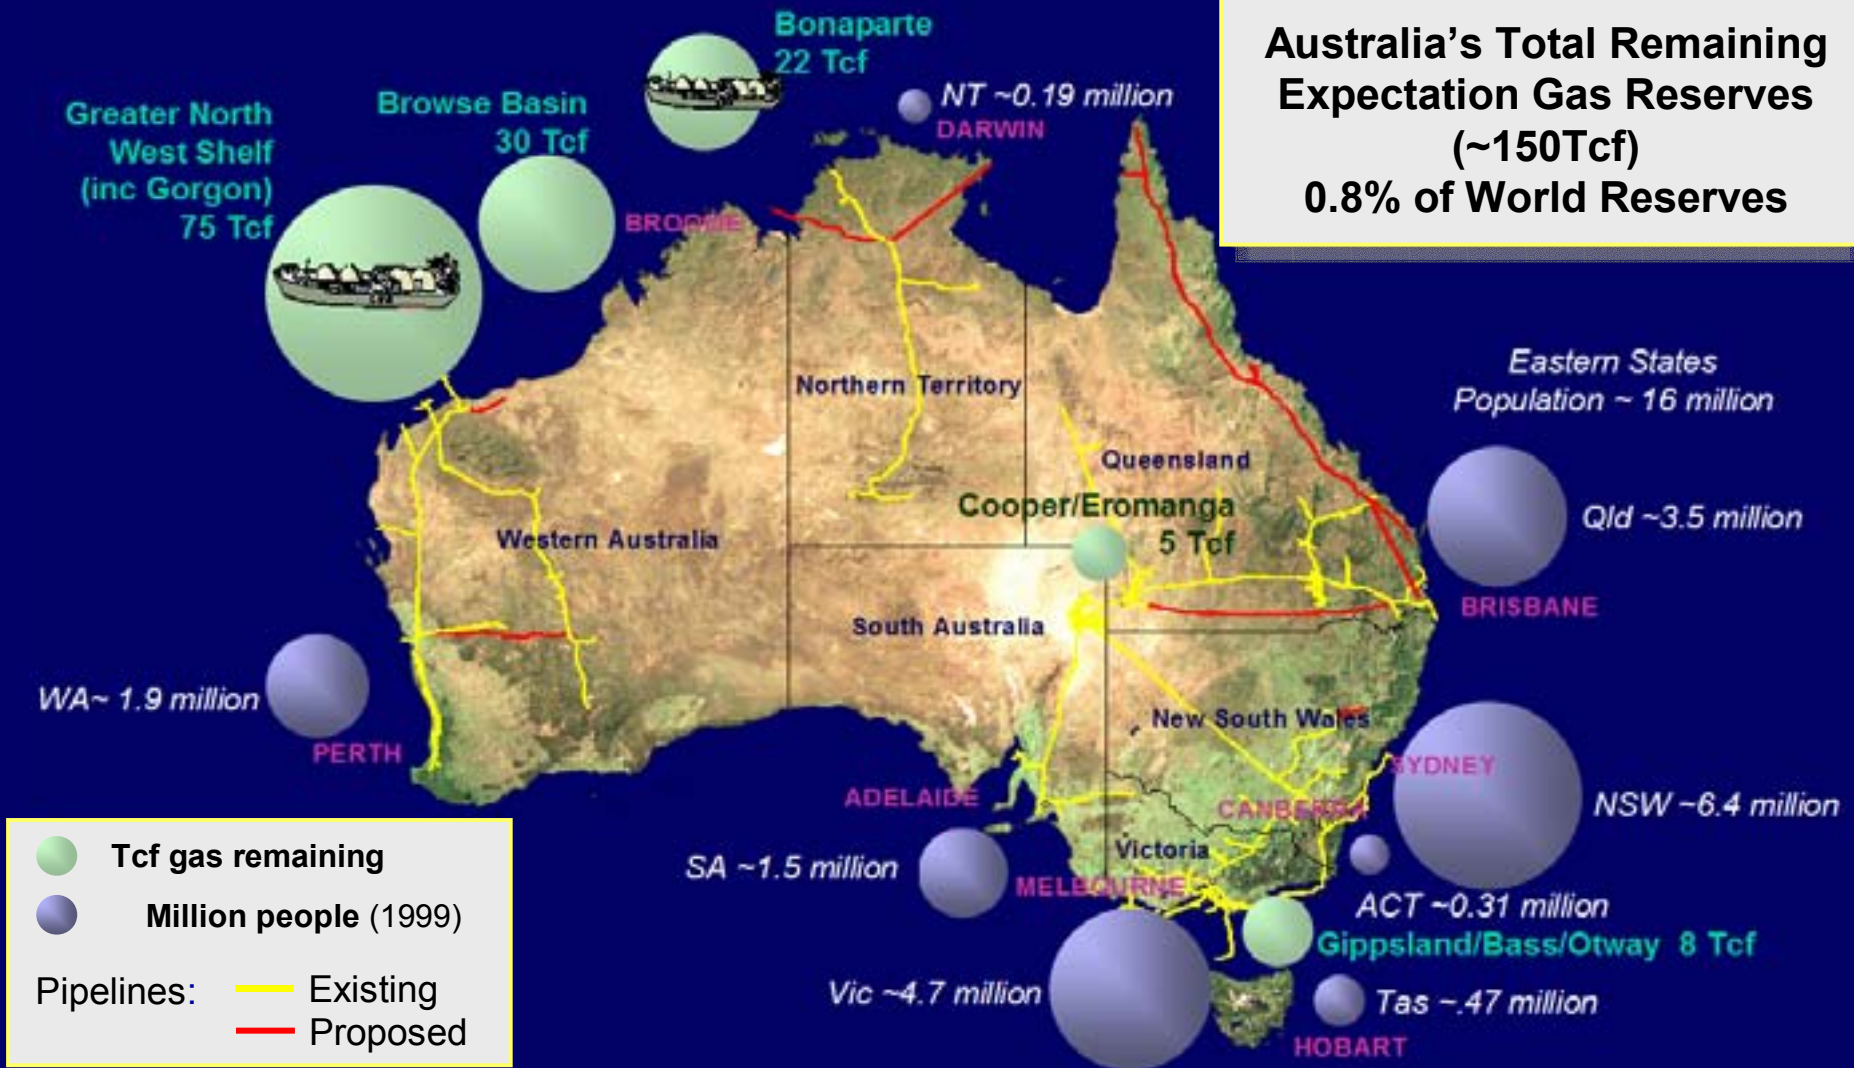 Australia's Total Remaining
Expectation Gas Reserves
(~150Tcf)
0.8% of World Reserves
Bonaparte
22 Tcf
NT ~0.19 million
DARWIN
Browse Basin
30 Tcf
Greater North
West Shelf
(inc Gorgon)
75 Tcf
BROOME
Eastern States
Population ~ 16 million
Northern Territory
Queensland
Cooper/Eromanga
5 Tcf
Qld ~3.5 million
Western Australia
BRISBANE
South Australia
WA~ 1.9 million
PERTH
New South Wales
SYDNEY
ADELAIDE
CANBERRA
NSW ~6.4 million
Victoria
SA ~1.5 million
MELBOURNE
ACT ~0.31 million
Gippsland/Bass/Otway 8 Tcf
Vic ~4.7 million
Tas ~.47 million
HOBART
Tcf gas remaining
Million people (1999)
Pipelines:
Existing
Proposed